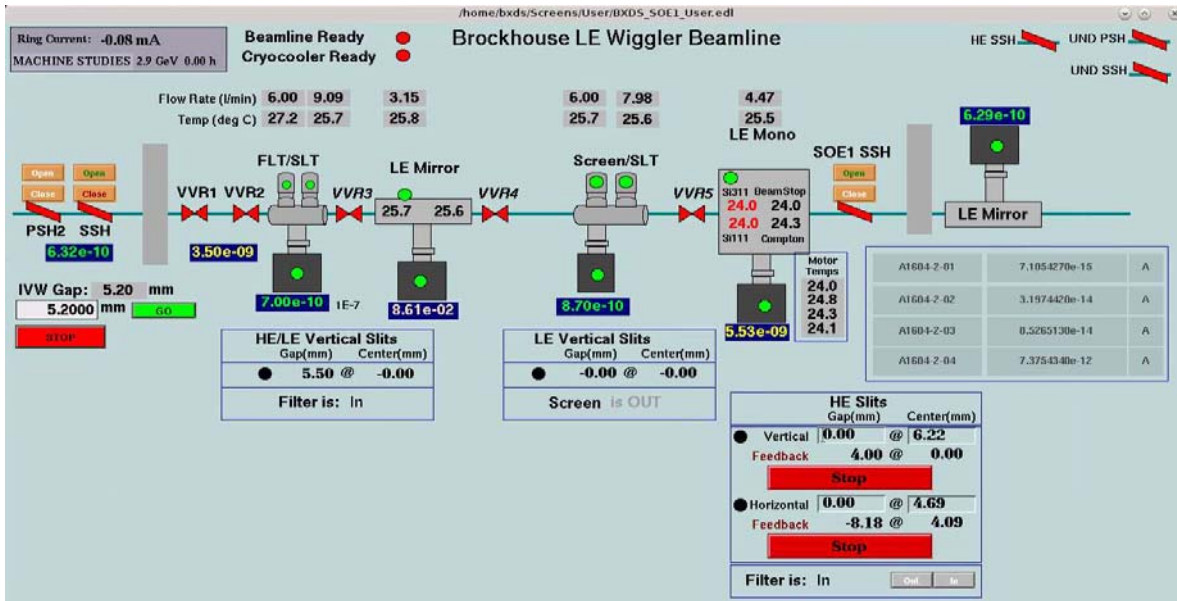 /home/bxds/Screens/User/BXDS_SOE1_User.edl
Ring Current: -0.08 mA
MACHINE STUDIES 2.9 GeV 0.00 h
Beamline Ready
Cryocooler Ready
Brockhouse LE Wiggler Beamline
HE SSH
UND PSH
UND SSH
Flow Rate (l/min) 6.00 9.09 3.15 6.00 7.98 4.47
Temp (deg C) 27.2 25.7 25.8 25.7 25.6 25.5
6.29e-10
LE Mono
FLT/SLT
LE Mirror
Screen/SLT
SOE1 SSH
Open
Open
Open
Close
Close
Close
VVR1 VVR2
VVR3
VVR4
VVR5
Si311 BeamStop
24.0 24.0
24.0 24.3
Si111 Compton
25.7 25.6
LE Mirror
PSH2 SSH
6.32e-10
3.50e-09
7.00e-10
1E-7
8.61e-02
8.70e-10
5.53e-09
Motor
Temps
24.0
24.8
24.3
24.1
A1604-2-01 7.1054270e-15 A
A1604-2-02 3.1974420e-14 A
A1604-2-03 8.5265130e-14 A
A1604-2-04 7.3754340e-12 A
IVW Gap: 5.20 mm
5.2000 mm GO
STOP
HE/LE Vertical Slits
Gap(mm) Center(mm)
5.50 @ -0.00
Filter is: In
LE Vertical Slits
Gap(mm) Center(mm)
-0.00 @ -0.00
Screen is OUT
HE Slits
Gap(mm) Center(mm)
Vertical 0.00 @ 6.22
Feedback 4.00 @ 0.00
Stop
Horizontal 0.00 @ 4.69
Feedback -8.18 @ 4.09
Stop
Filter is: In Out In